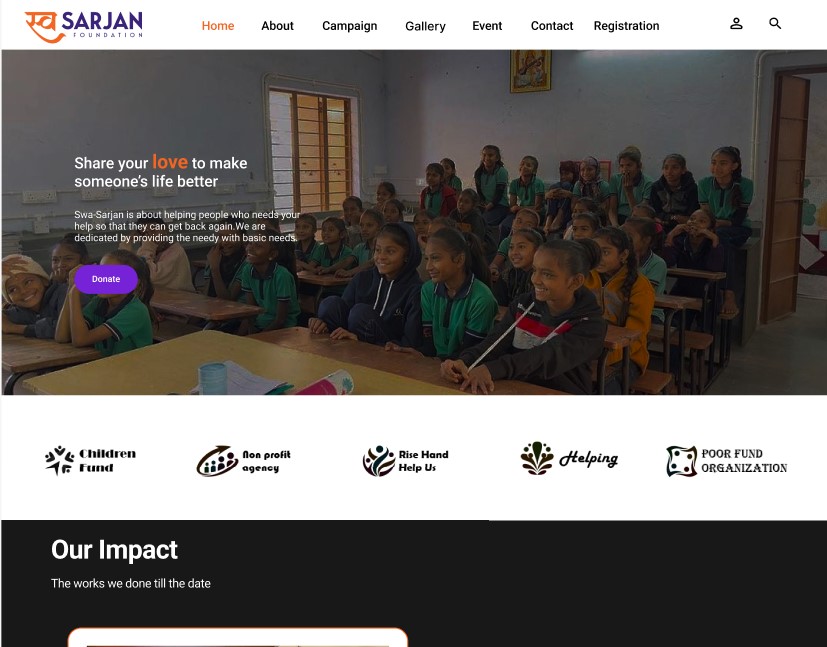 स्व SARJAN
FOUNDATION
Home About Campaign Gallery Event Contact Registration
Share your love to make
someone's life better
Swa-Sarjan is about helping people who needs your
help so that they can get back again.We are
dedicated by providing the needy with basic needs.
Donate
Children
Fund
Non profit
agency
Rise Hand
Help Us
Helping
POOR FUND
ORGANIZATION
Our Impact
The works we done till the date